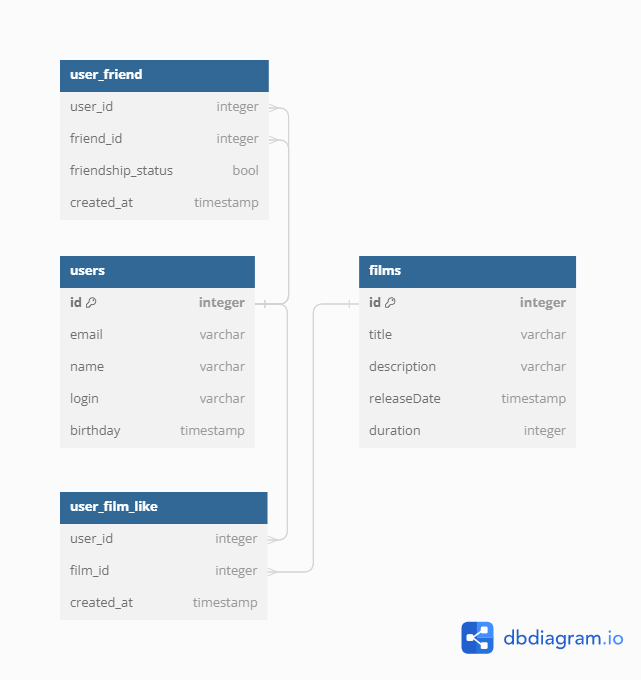 user_friend
user_id integer
friend_id integer
friendship_status bool
created_at timestamp
users
id integer
email varchar
name varchar
login varchar
birthday timestamp
films
id integer
title varchar
description varchar
releaseDate timestamp
duration integer
user_film_like
user_id integer
film_id integer
created_at timestamp
dbdiagram.io